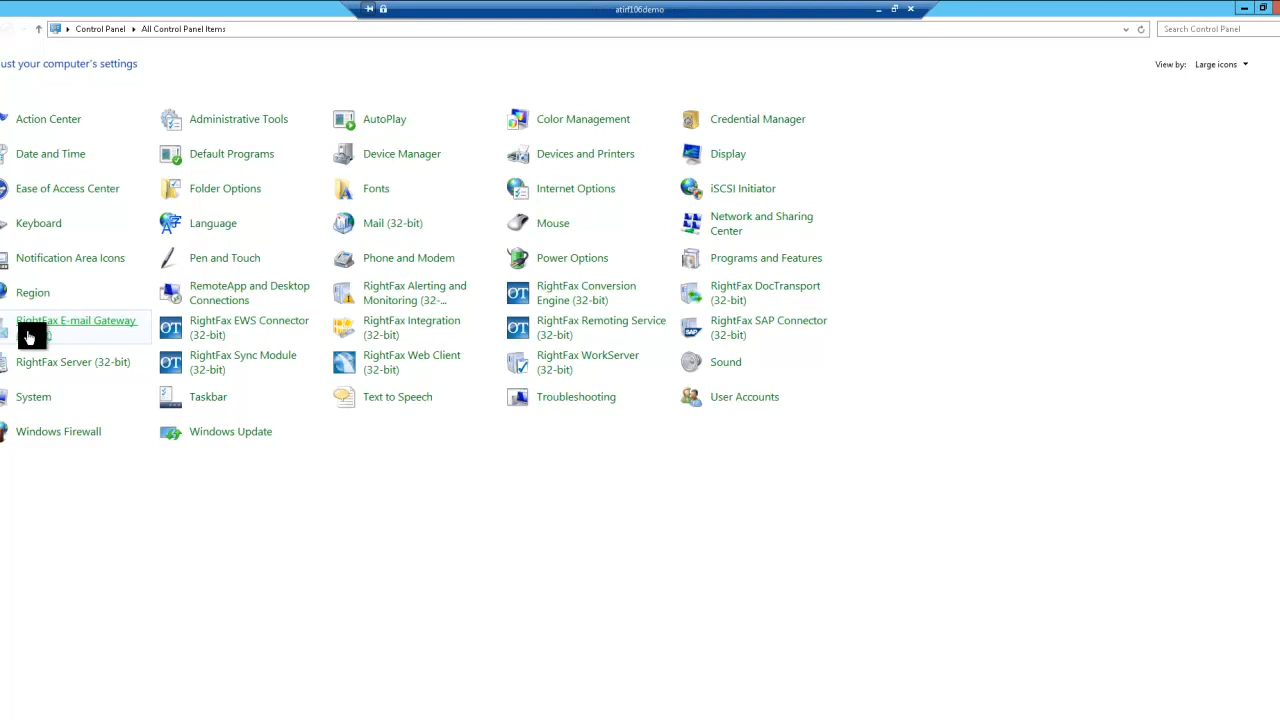 atirf106demo
Control Panel
All Control Panel Items
Search Control Panel
ust your computer's settings
View by: Large icons
Action Center
Administrative Tools
AutoPlay
Color Management
Credential Manager
Date and Time
Default Programs
Device Manager
Devices and Printers
Display
Ease of Access Center
Folder Options
Fonts
Internet Options
iSCSI Initiator
Keyboard
Language
Mail (32-bit)
Mouse
Network and Sharing
Center
Notification Area Icons
Pen and Touch
Phone and Modem
Power Options
Programs and Features
Region
RemoteApp and Desktop
Connections
RightFax Alerting and
Monitoring (32-...
RightFax Conversion
Engine (32-bit)
RightFax DocTransport
(32-bit)
RightFax E-mail Gateway
RightFax EWS Connector
(32-bit)
RightFax Integration
(32-bit)
RightFax Remoting Service
(32-bit)
RightFax SAP Connector
(32-bit)
RightFax Server (32-bit)
RightFax Sync Module
(32-bit)
RightFax Web Client
(32-bit)
RightFax WorkServer
(32-bit)
Sound
System
Taskbar
Text to Speech
Troubleshooting
User Accounts
Windows Firewall
Windows Update
OT
OT
OT
OT
OT
SAP